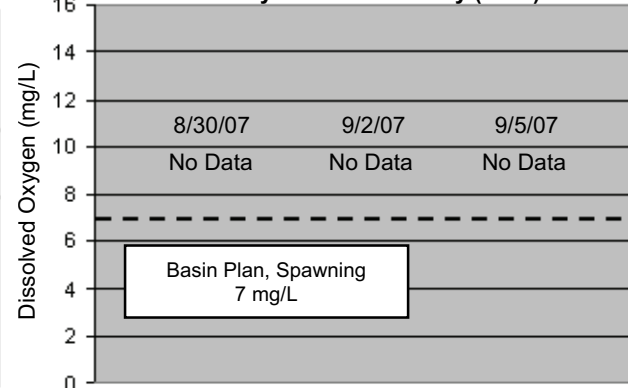 16
14
12
10
8
6
4
2
0
Dissolved Oxygen (mg/L)
8/30/07 9/2/07 9/5/07
No Data No Data No Data
Basin Plan, Spawning
7 mg/L